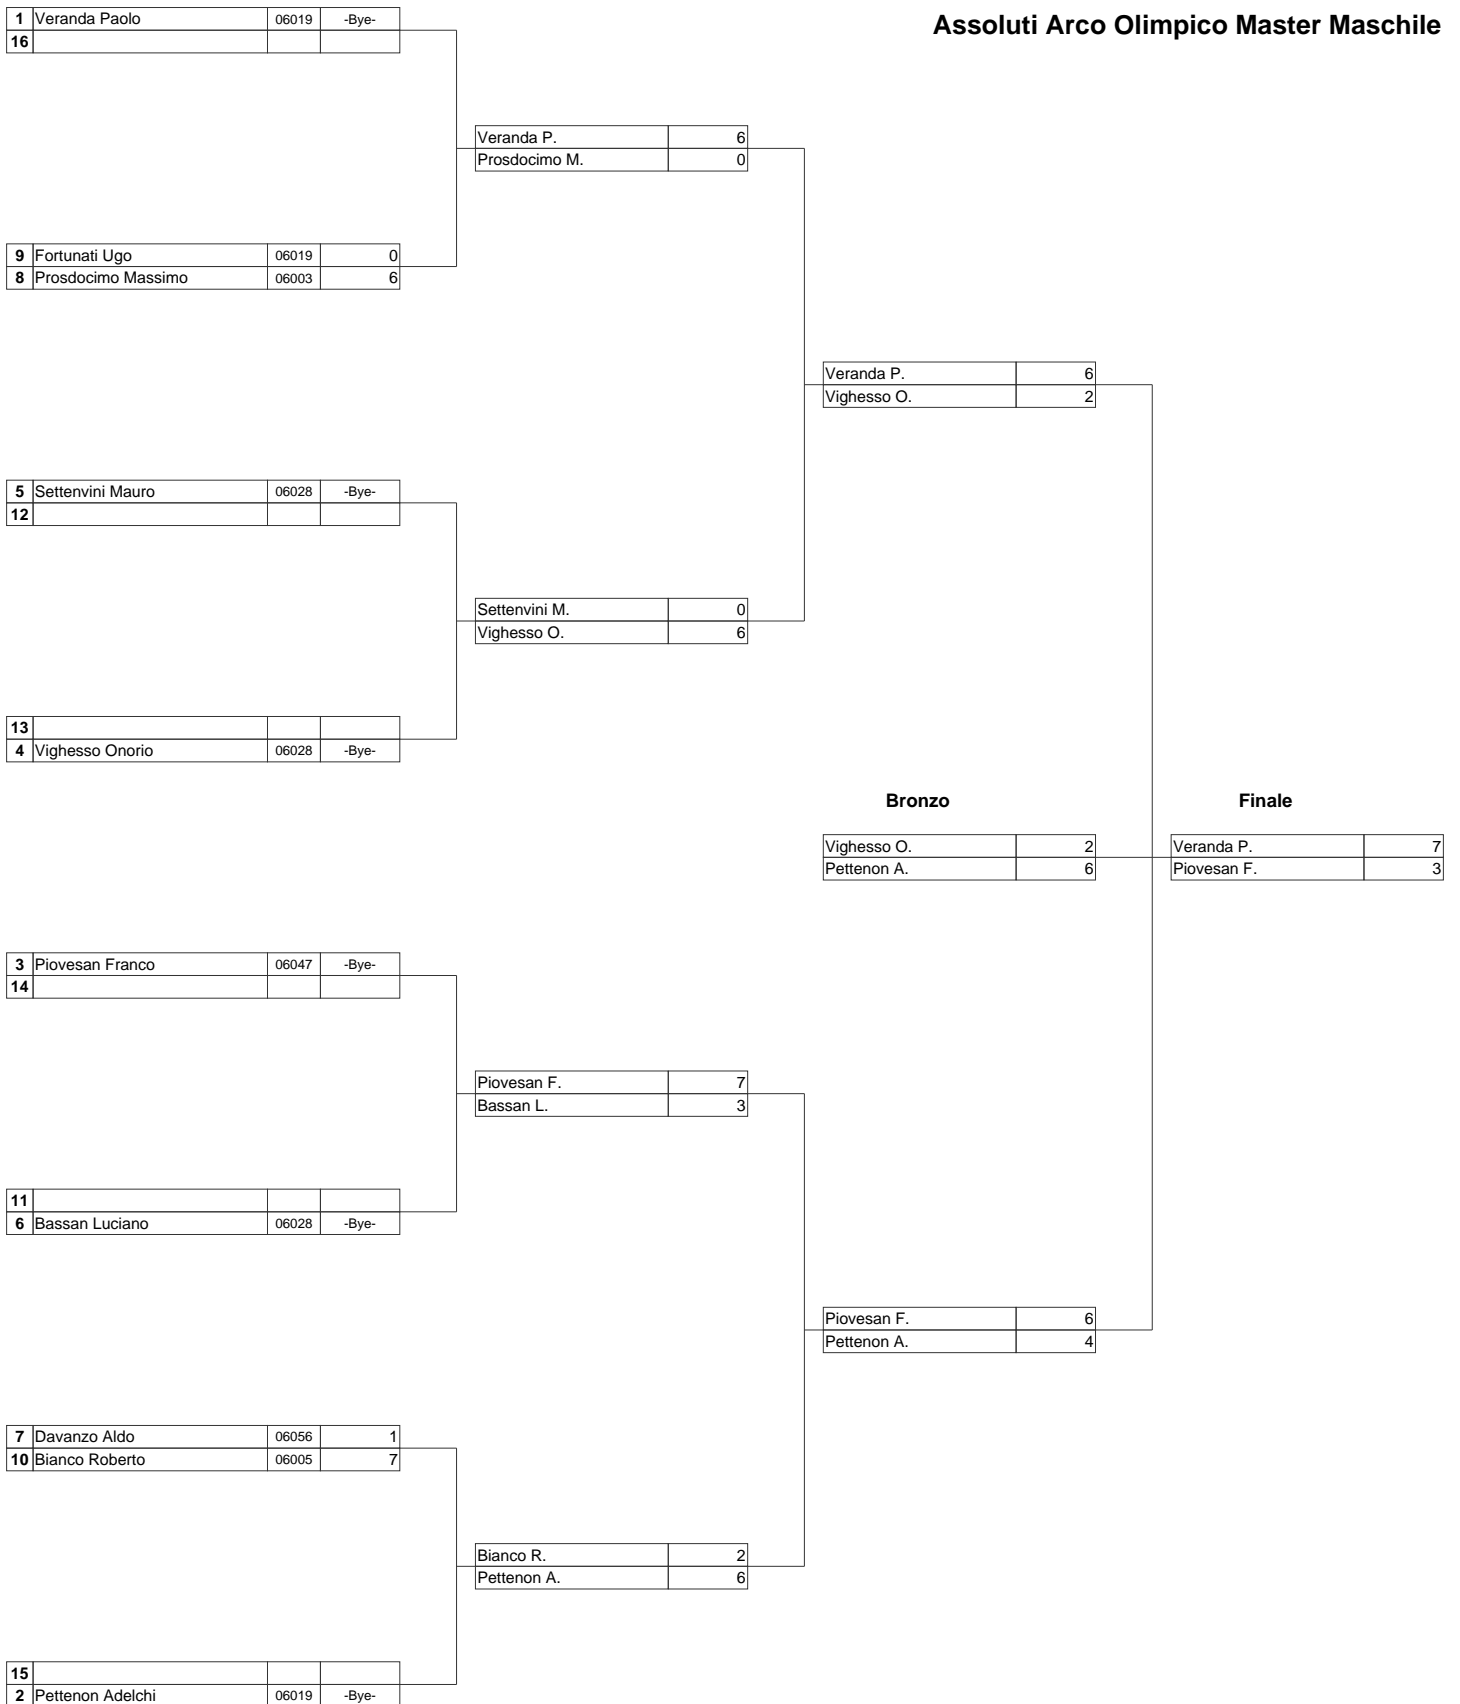 Assoluti Arco Olimpico Master Maschile
1 Veranda Paolo 06019 -Bye-
16
Veranda P. 6
Prosdocimo M. 0
9 Fortunati Ugo 06019 0
8 Prosdocimo Massimo 06003 6
Veranda P. 6
Vighesso O. 2
5 Settenvini Mauro 06028 -Bye-
12
Settenvini M. 0
Vighesso O. 6
13
4 Vighesso Onorio 06028 -Bye-
Bronzo Finale
Vighesso O. 2 Veranda P. 7
Pettenon A. 6 Piovesan F. 3
3 Piovesan Franco 06047 -Bye-
14
Piovesan F. 7
Bassan L. 3
11
6 Bassan Luciano 06028 -Bye-
Piovesan F. 6
Pettenon A. 4
7 Davanzo Aldo 06056 1
10 Bianco Roberto 06005 7
Bianco R. 2
Pettenon A. 6
15
2 Pettenon Adelchi 06019 -Bye-